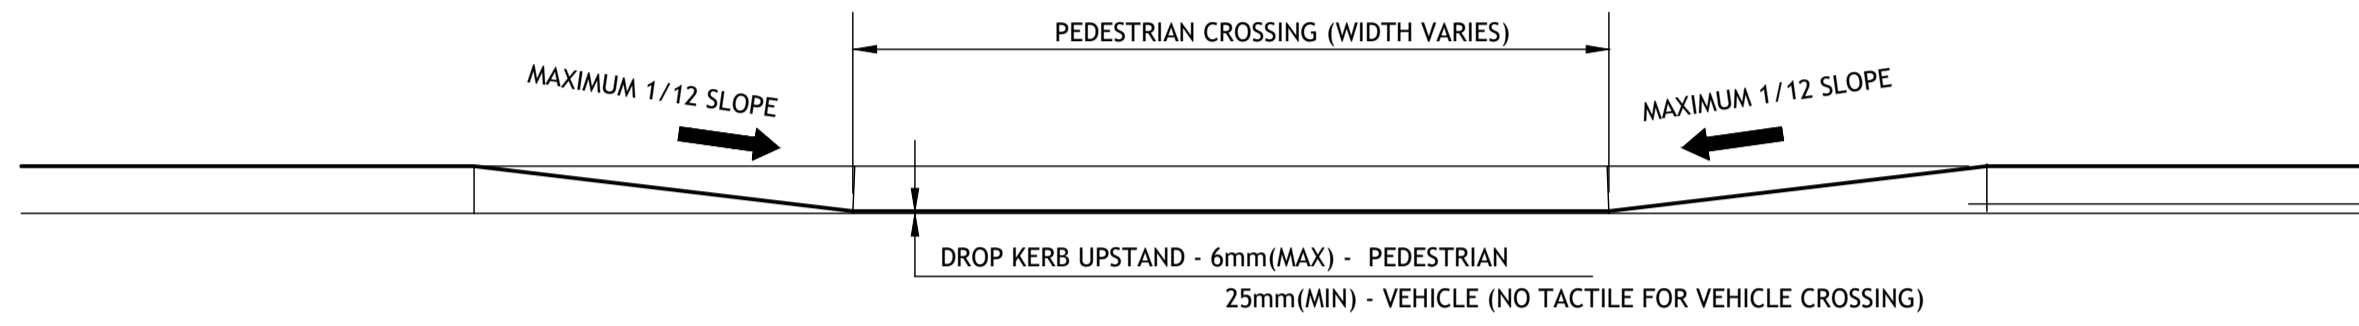 PEDESTRIAN CROSSING (WIDTH VARIES)
MAXIMUM 1/12 SLOPE
MAXIMUM 1/12 SLOPE
DROP KERB UPSTAND - 6mm(MAX) - PEDESTRIAN
25mm(MIN) - VEHICLE (NO TACTILE FOR VEHICLE CROSSING)